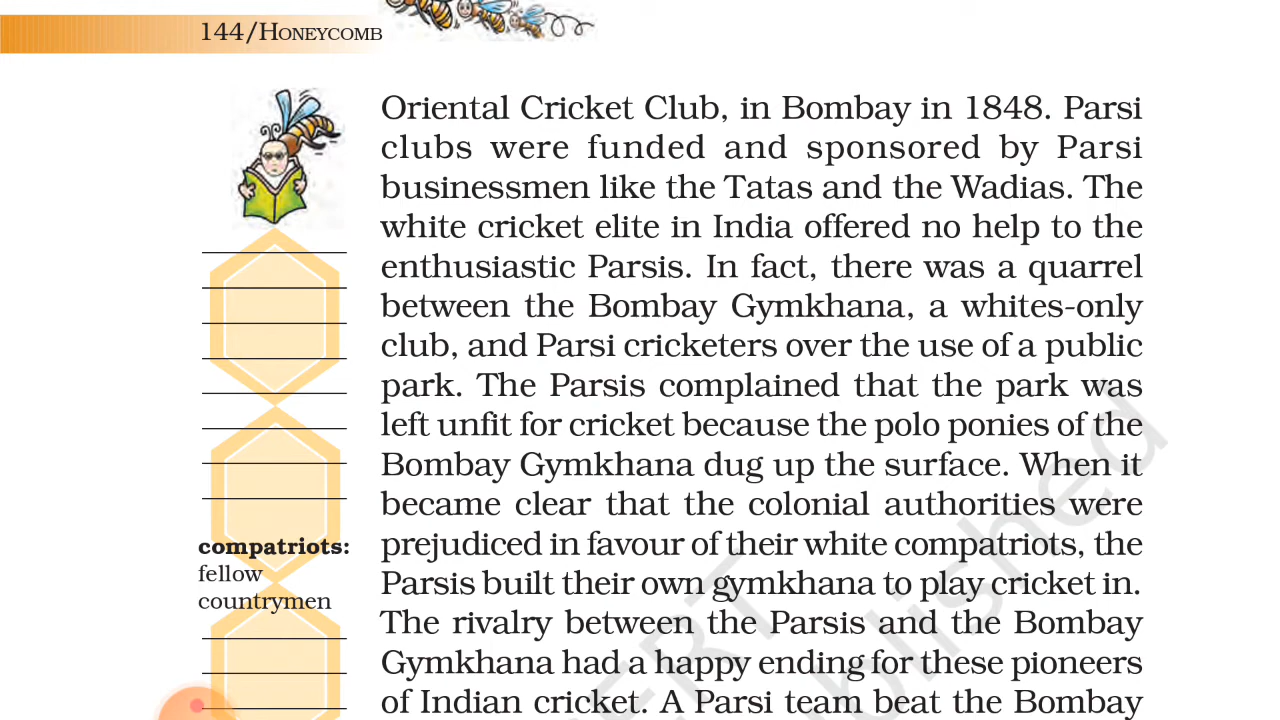 144/HONEYCOMB
Oriental Cricket Club, in Bombay in 1848. Parsi
clubs were funded and sponsored by Parsi
businessmen like the Tatas and the Wadias. The
white cricket elite in India offered no help to the
enthusiastic Parsis. In fact, there was a quarrel
between the Bombay Gymkhana, a whites-only
club, and Parsi cricketers over the use of a public
park. The Parsis complained that the park was
left unfit for cricket because the polo ponies of the
Bombay Gymkhana dug up the surface. When it
became clear that the colonial authorities were
prejudiced in favour of their white compatriots, the
Parsis built their own gymkhana to play cricket in.
The rivalry between the Parsis and the Bombay
Gymkhana had a happy ending for these pioneers
of Indian cricket. A Parsi team beat the Bombay
compatriots:
fellow
countrymen